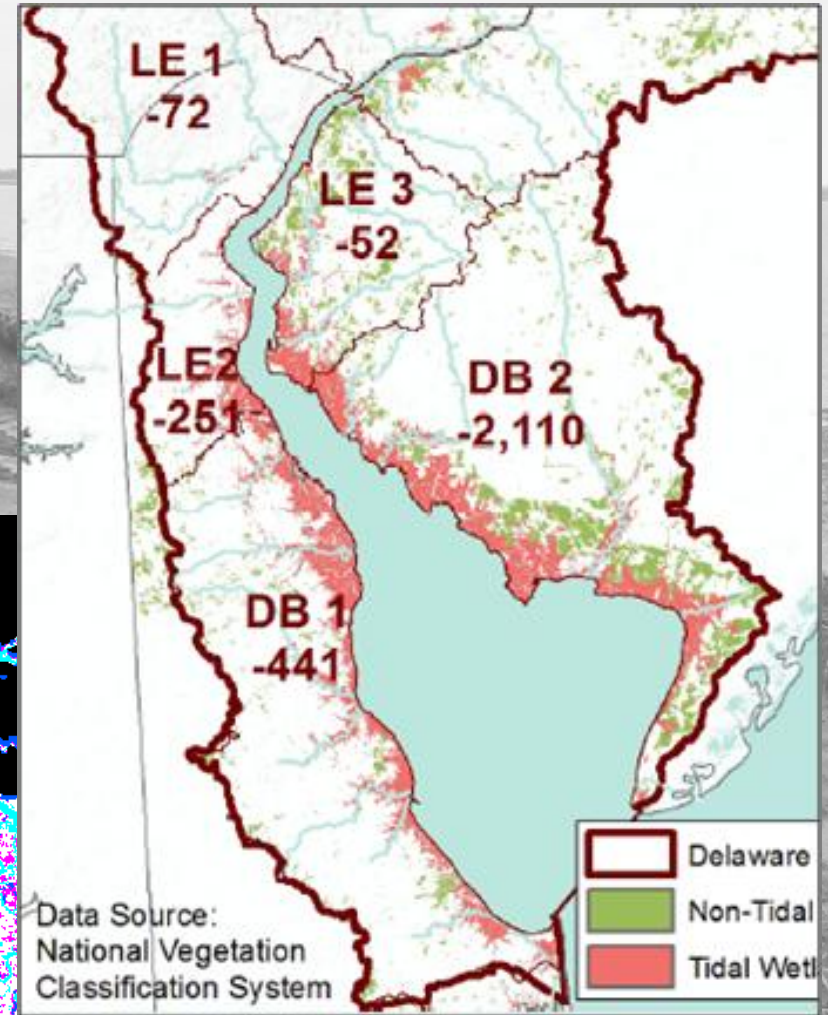 LE 1
-72
LE 3
-52
LE2
-251
DB 2
-2,110
DB 1
-441
Delaware
Non-Tidal
Tidal Wetl
Data Source:
National Vegetation
Classification System